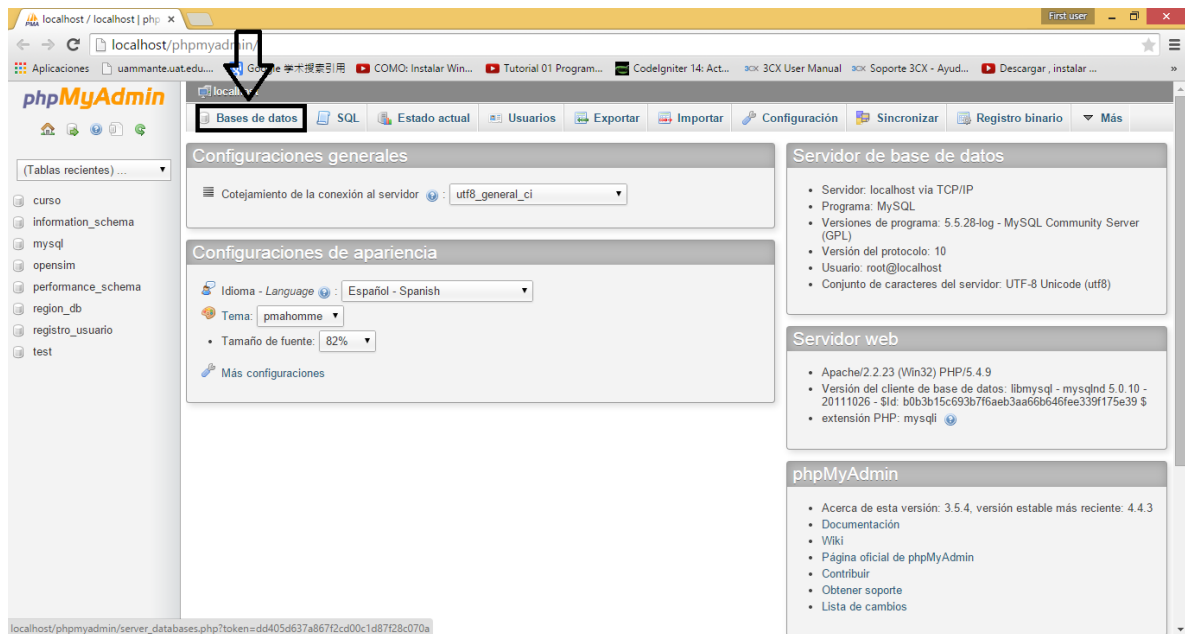 localhost / localhost | php
First user
localhost/phpmyadmin/
Aplicaciones uammante.uat.edu.... 学术搜索引用 COMO: Instalar Win... Tutorial 01 Program... CodeIgniter 14: Act... 3CX User Manual Soporte 3CX - Ayud... Descargar , instalar ... »
phpMyAdmin
Bases de datos SQL Estado actual Usuarios Exportar Importar Configuración Sincronizar Registro binario Más
(Tablas recientes) ...
curso
information_schema
mysql
opensim
performance_schema
region_db
registro_usuario
test
Configuraciones generales
Cotejamiento de la conexión al servidor : utf8_general_ci
Configuraciones de apariencia
Idioma - Language : Español - Spanish
Tema: pmahomme
Tamaño de fuente: 82%
Más configuraciones
Servidor de base de datos
Servidor: localhost via TCP/IP
Programa: MySQL
Versiones de programa: 5.5.28-log - MySQL Community Server
(GPL)
Versión del protocolo: 10
Usuario: root@localhost
Conjunto de caracteres del servidor: UTF-8 Unicode (utf8)
Servidor web
Apache/2.2.23 (Win32) PHP/5.4.9
Versión del cliente de base de datos: libmysql - mysqlnd 5.0.10 -
20111026 - $Id: b0b3b15c693b7f6aeb3aa66b646fee339f175e39 $
extensión PHP: mysqli
phpMyAdmin
Acerca de esta versión: 3.5.4, versión estable más reciente: 4.4.3
Documentación
Wiki
Página oficial de phpMyAdmin
Contribuir
Obtener soporte
Lista de cambios
localhost/phpmyadmin/server_databases.php?token=dd405d637a867f2cd00c1d87f28c070a